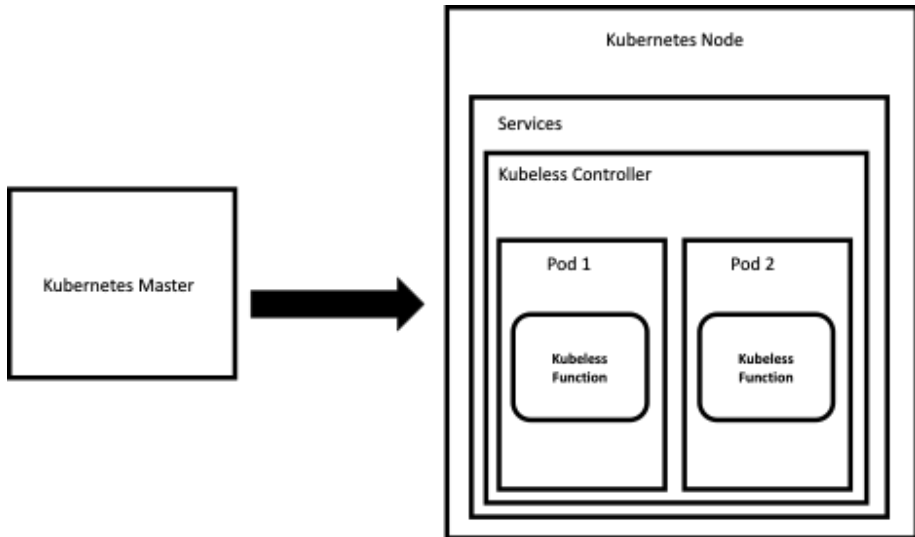 Kubernetes Node
Services
Kubeless Controller
Kubernetes Master
Pod 1
Pod 2
Kubeless
Function
Kubeless
Function